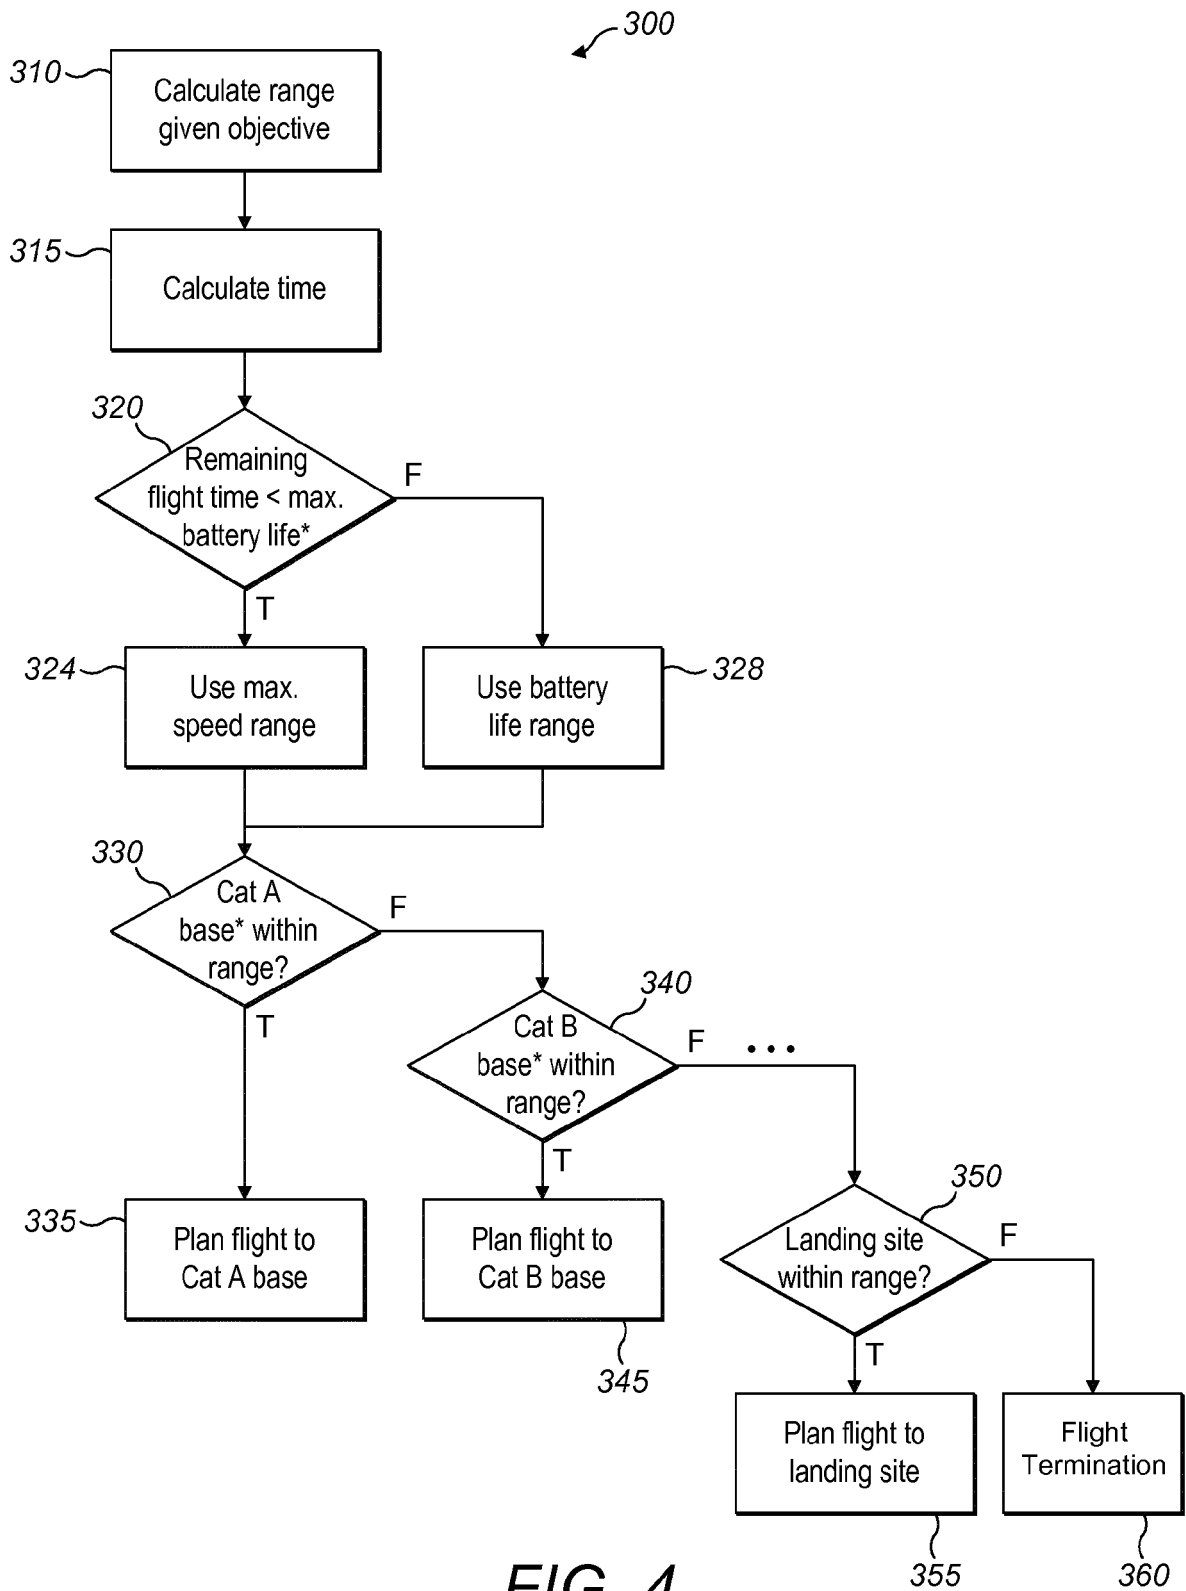 300
310
Calculate range
given objective
315
Calculate time
320
Remaining
flight time < max.
battery life*
F
T
324
Use max.
speed range
Use battery
life range
328
330
Cat A
base* within
range?
F
T
340
Cat B
base* within
range?
F
...
T
335
Plan flight to
Cat A base
Plan flight to
Cat B base
345
350
Landing site
within range?
F
T
Plan flight to
landing site
355
Flight
Termination
360
FIG. 4